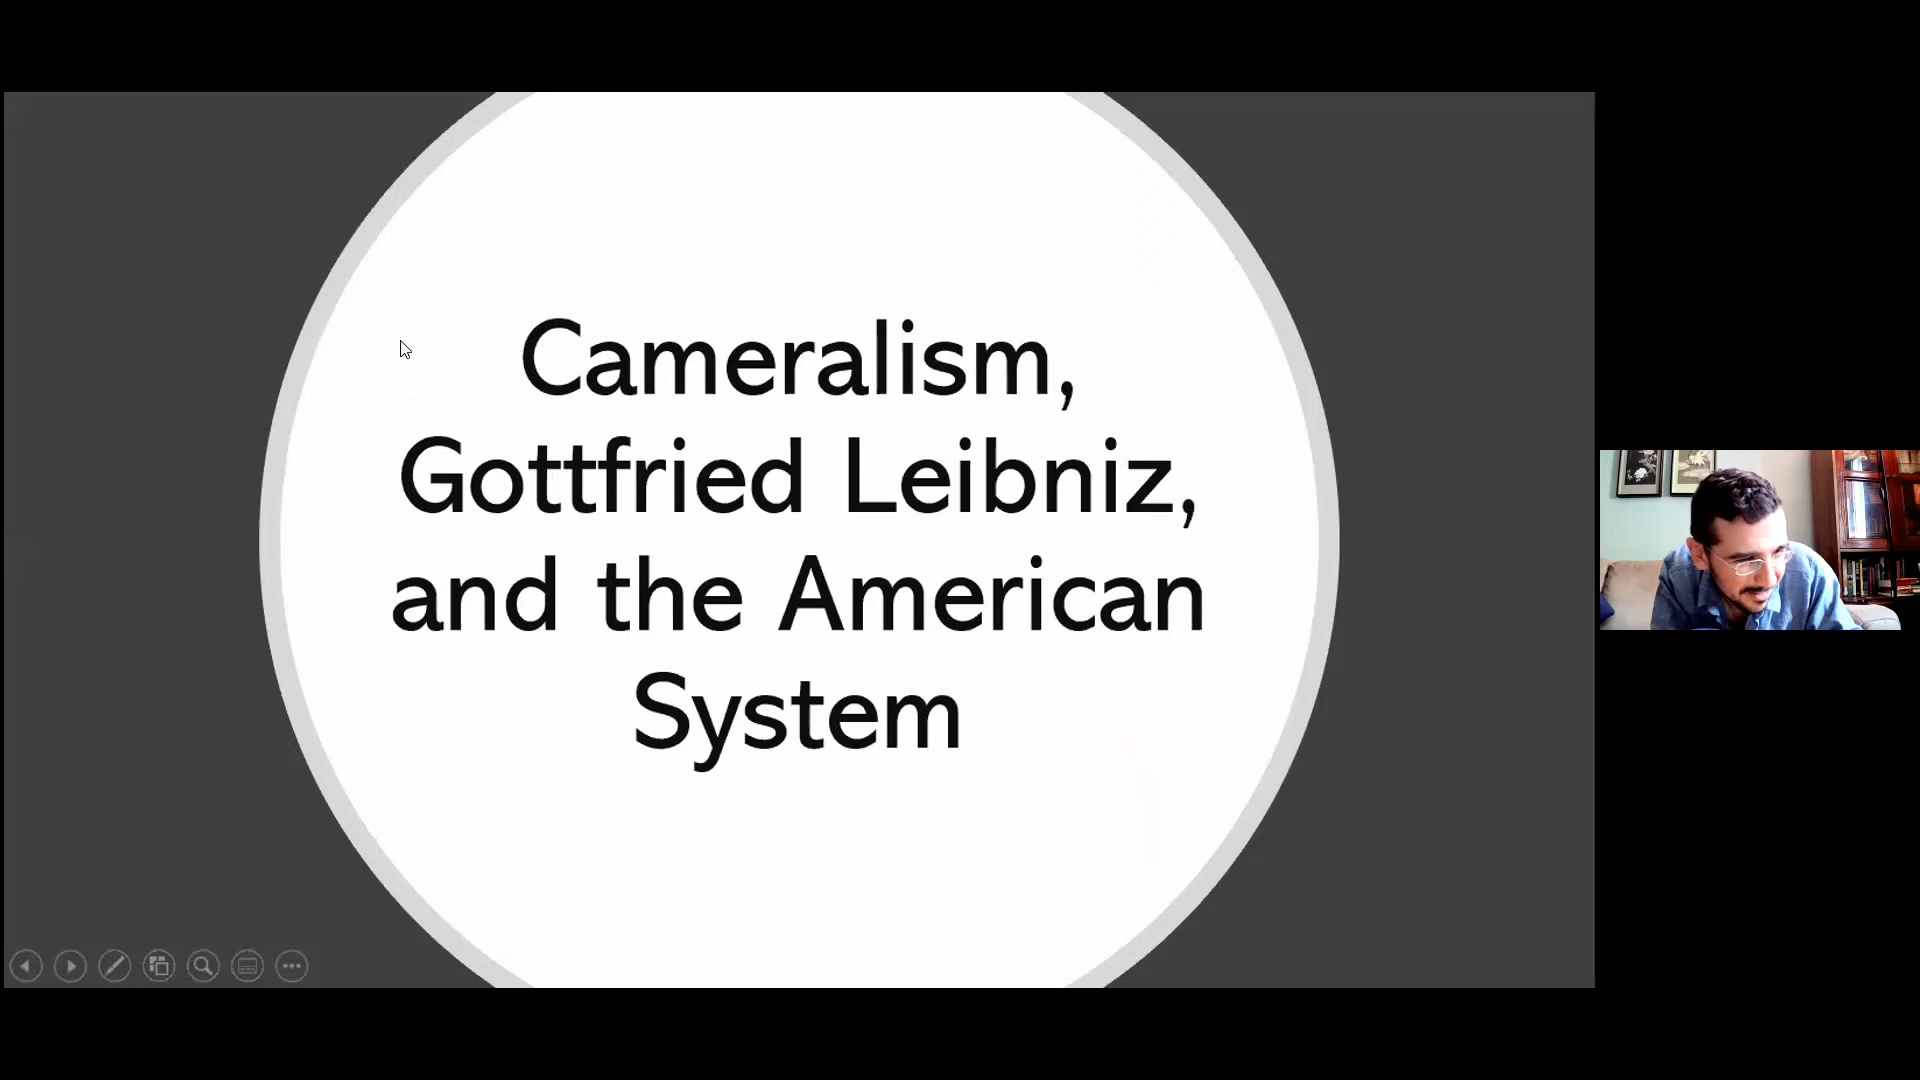 Cameralism,
Gottfried Leibniz,
and the American
System